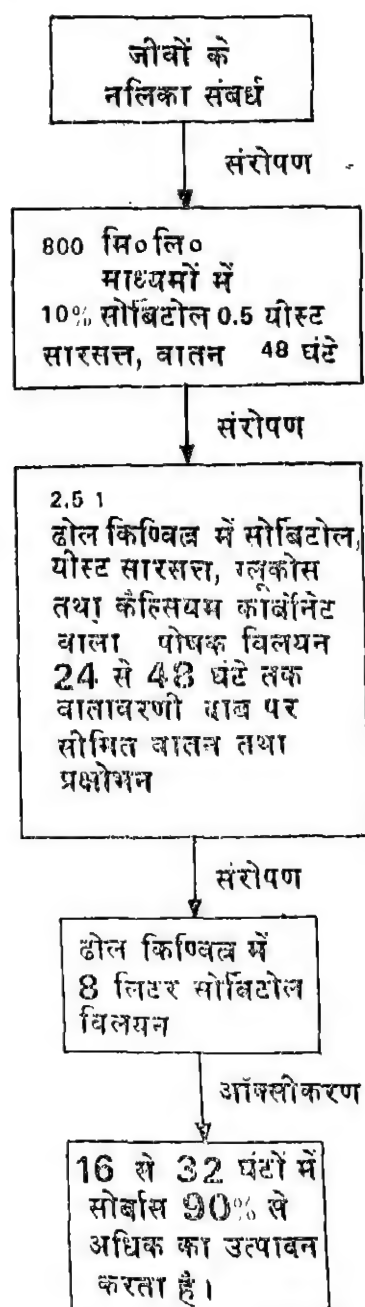 जीवों के
नलिका संबर्ध
संरोपण
800 मि०लि०
माध्यमों में
10% सोर्बिटोल 0.5 यीस्ट
सारसत्त, वातन 48 घंटे
संरोपण
2.5 1
ढोल किण्वित्र में सोर्बिटोल,
यीस्ट सारसत्त, ग्लूकोस
तथा कैल्सियम कार्बोनेट
वाला पोषक विलयन
24 से 48 घंटे तक
वातावरणी दाब पर
सीमित वातन तथा
प्रक्षोभन
संरोपण
ढोल किण्वित्र में
8 लिटर सोर्बिटोल
विलयन
ऑक्सीकरण
16 से 32 घंटों में
सोर्बोस 90% से
अधिक का उत्पादन
करता है।